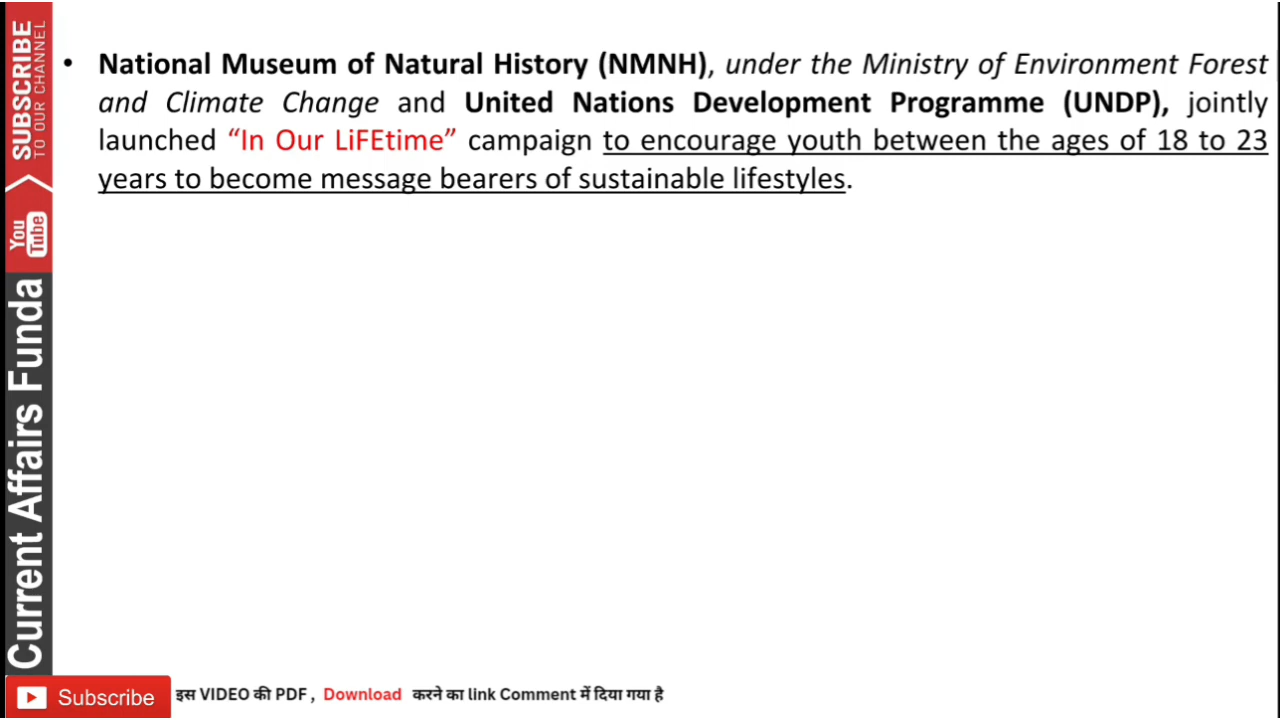 • National Museum of Natural History (NMNH), under the Ministry of Environment Forest
and Climate Change and United Nations Development Programme (UNDP), jointly
launched “In Our LiFEtime” campaign to encourage youth between the ages of 18 to 23
years to become message bearers of sustainable lifestyles.
SUBSCRIBE
TO OUR CHANNEL
You
Tube
Current Affairs Funda
Subscribe
इस VIDEO की PDF , Download करने का link Comment में दिया गया है